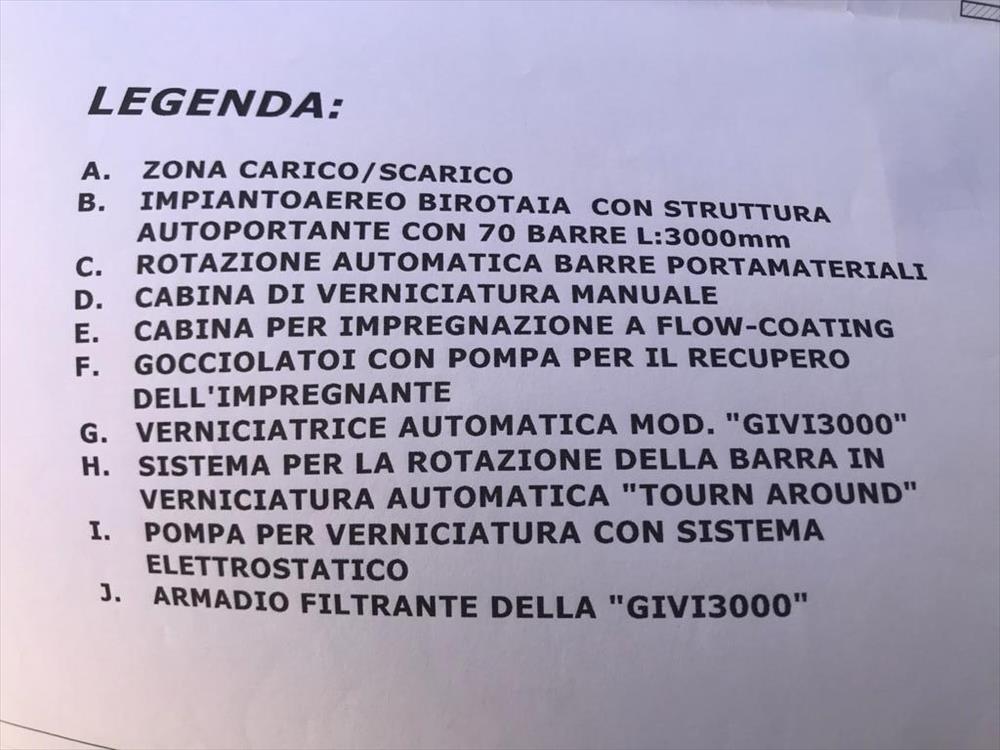 LEGENDA:
A. ZONA CARICO/SCARICO
B. IMPIANTOAEREO BIROTAIA CON STRUTTURA
AUTOPORTANTE CON 70 BARRE L:3000mm
C. ROTAZIONE AUTOMATICA BARRE PORTAMATERIALI
D. CABINA DI VERNICIATURA MANUALE
E. CABINA PER IMPREGNAZIONE A FLOW-COATING
F. GOCCIOLATOI CON POMPA PER IL RECUPERO
DELL'IMPREGNANTE
G. VERNICIATRICE AUTOMATICA MOD. "GIVI3000"
H. SISTEMA PER LA ROTAZIONE DELLA BARRA IN
VERNICIATURA AUTOMATICA "TOURN AROUND"
I. POMPA PER VERNICIATURA CON SISTEMA
ELETTROSTATICO
J. ARMADIO FILTRANTE DELLA "GIVI3000"